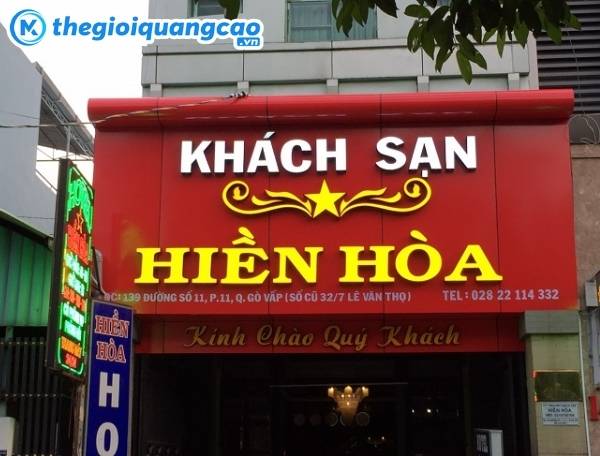 thegioiquangcao
.vn
KHÁCH SẠN
HIỀN HÒA
ĐC: 139 ĐƯỜNG SỐ 11, P.11, Q. GÒ VẤP (SỐ CŨ 32/7 LÊ VĂN THỌ) TEL: 028 22 114 332
Kính Chào Quý Khách
HIỀN
HÒA
H
O
HIỀN HÒA